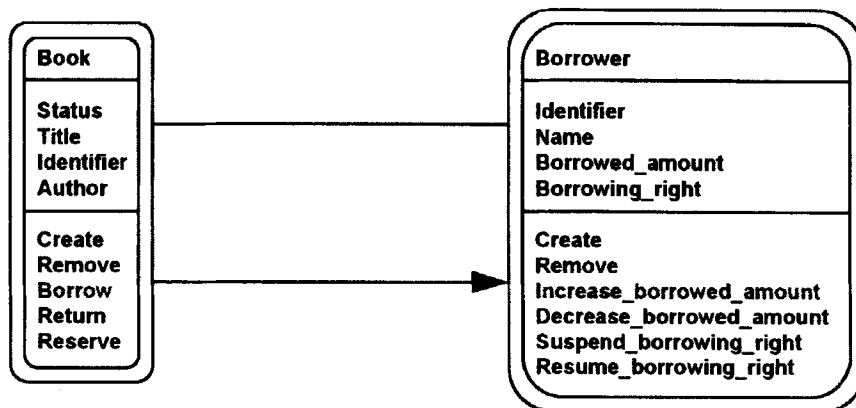 Book
Status
Title
Identifier
Author
Create
Remove
Borrow
Return
Reserve
Borrower
Identifier
Name
Borrowed_amount
Borrowing_right
Create
Remove
Increase_borrowed_amount
Decrease_borrowed_amount
Suspend_borrowing_right
Resume_borrowing_right